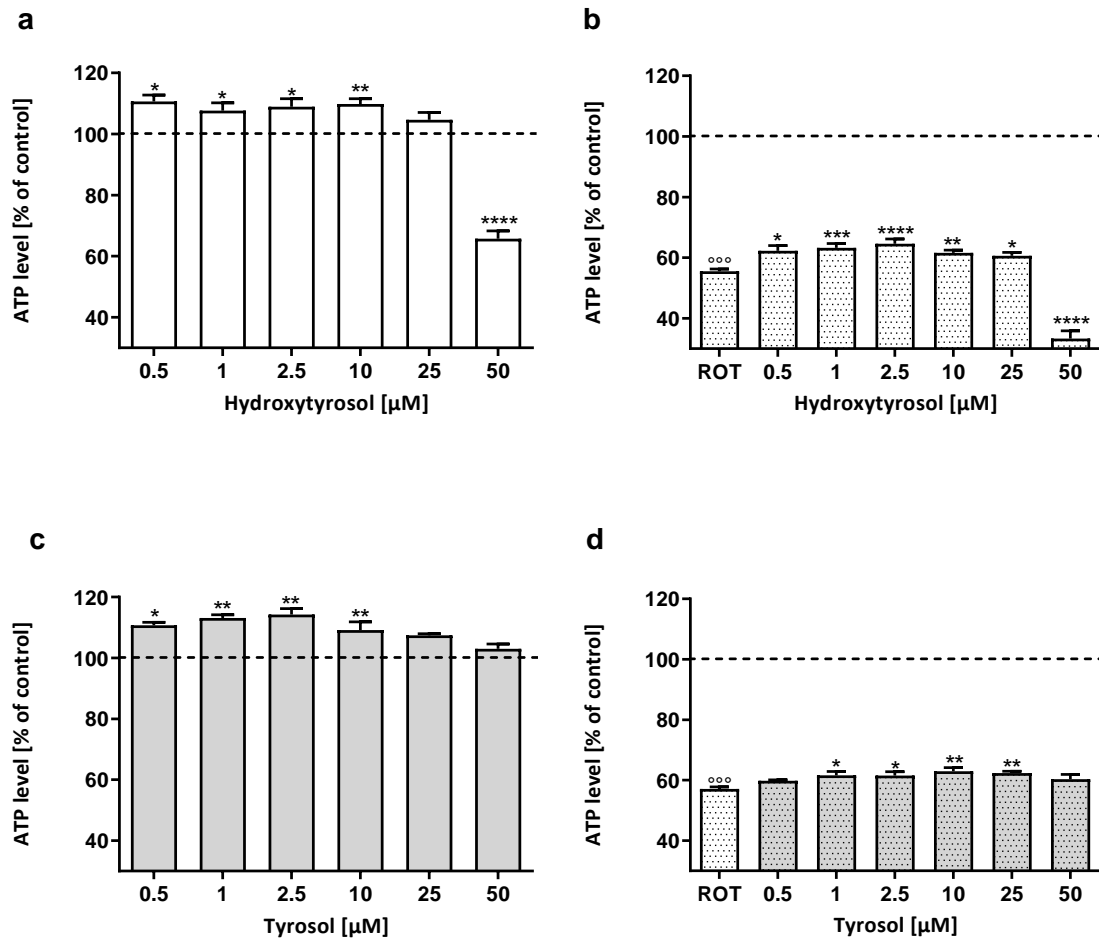 a
ATP level [% of control]
120
100
80
60
40
* * * ** ****
0.5 1 2.5 10 25 50
Hydroxytyrosol [µM]
b
ATP level [% of control]
120
100
80
60
40
°°° * *** **** ** * ****
ROT 0.5 1 2.5 10 25 50
Hydroxytyrosol [µM]
c
ATP level [% of control]
120
100
80
60
40
* ** ** **
0.5 1 2.5 10 25 50
Tyrosol [µM]
d
ATP level [% of control]
120
100
80
60
40
°°° * * ** **
ROT 0.5 1 2.5 10 25 50
Tyrosol [µM]